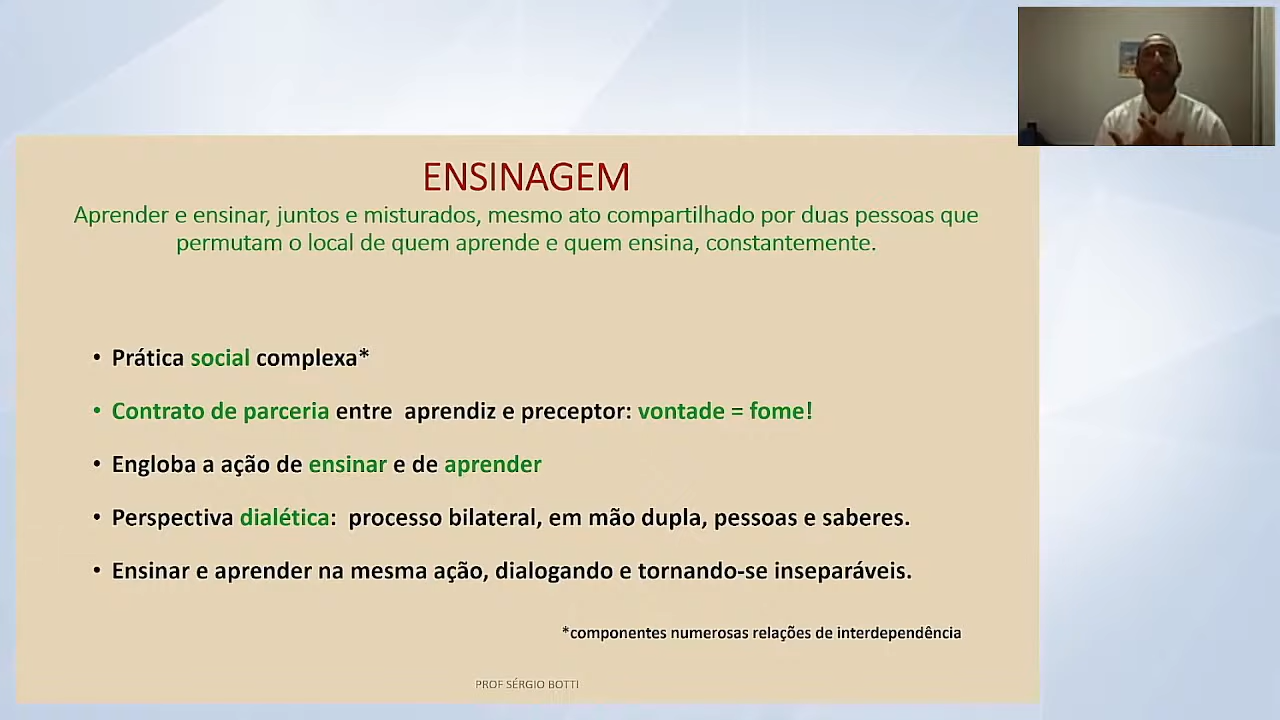 ENSINAGEM
Aprender e ensinar, juntos e misturados, mesmo ato compartilhado por duas pessoas que
permutam o local de quem aprende e quem ensina, constantemente.
• Prática social complexa*
• Contrato de parceria entre aprendiz e preceptor: vontade = fome!
• Engloba a ação de ensinar e de aprender
• Perspectiva dialética: processo bilateral, em mão dupla, pessoas e saberes.
• Ensinar e aprender na mesma ação, dialogando e tornando-se inseparáveis.
*componentes numerosas relações de interdependência
PROF SÉRGIO BOTTI